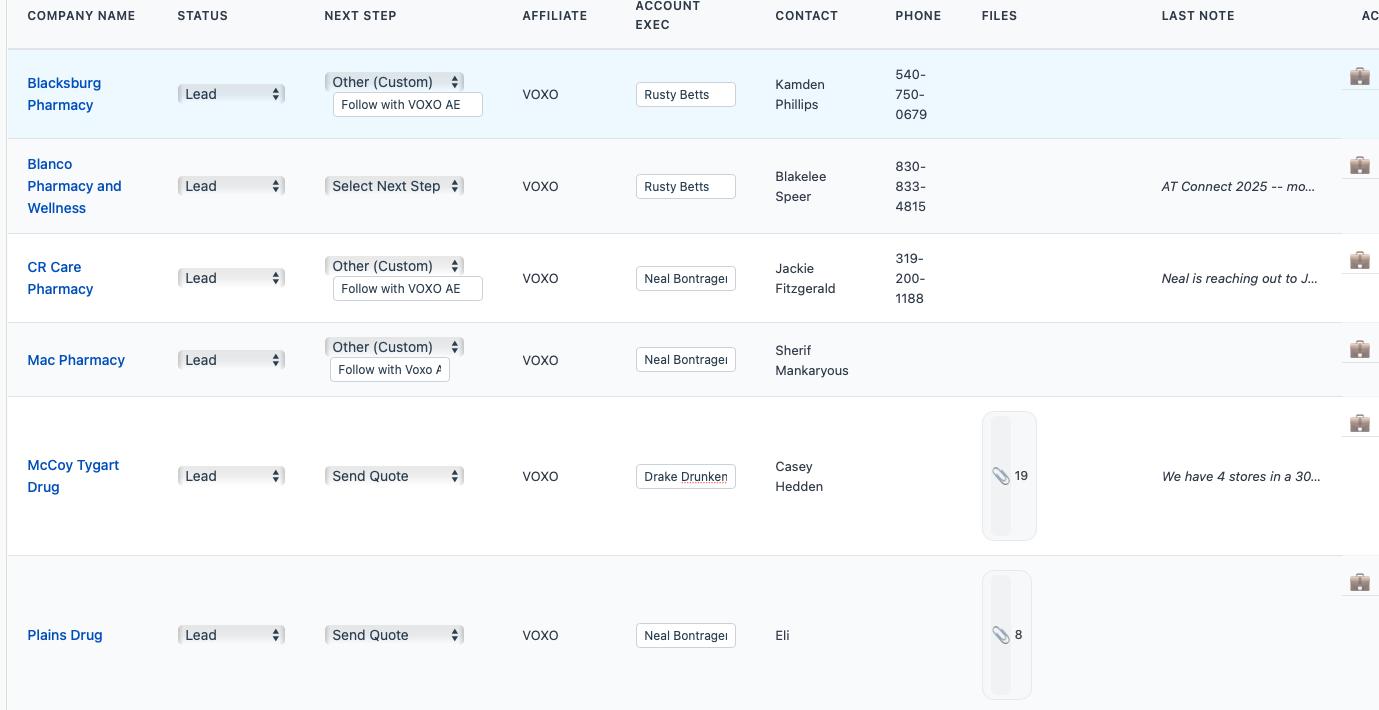 COMPANY NAME STATUS NEXT STEP AFFILIATE ACCOUNT EXEC CONTACT PHONE FILES LAST NOTE AC
Blacksburg
Pharmacy
Lead
Other (Custom)
Follow with VOXO AE
VOXO
Rusty Betts
Kamden
Phillips
540-
750-
0679
Blanco
Pharmacy and
Wellness
Lead
Select Next Step
VOXO
Rusty Betts
Blakelee
Speer
830-
833-
4815
AT Connect 2025 -- mo...
CR Care
Pharmacy
Lead
Other (Custom)
Follow with VOXO AE
VOXO
Neal Bontrager
Jackie
Fitzgerald
319-
200-
1188
Neal is reaching out to J...
Mac Pharmacy
Lead
Other (Custom)
Follow with Voxo A
VOXO
Neal Bontrager
Sherif
Mankaryous
McCoy Tygart
Drug
Lead
Send Quote
VOXO
Drake Drunken
Casey
Hedden
19
We have 4 stores in a 30...
Plains Drug
Lead
Send Quote
VOXO
Neal Bontrager
Eli
8